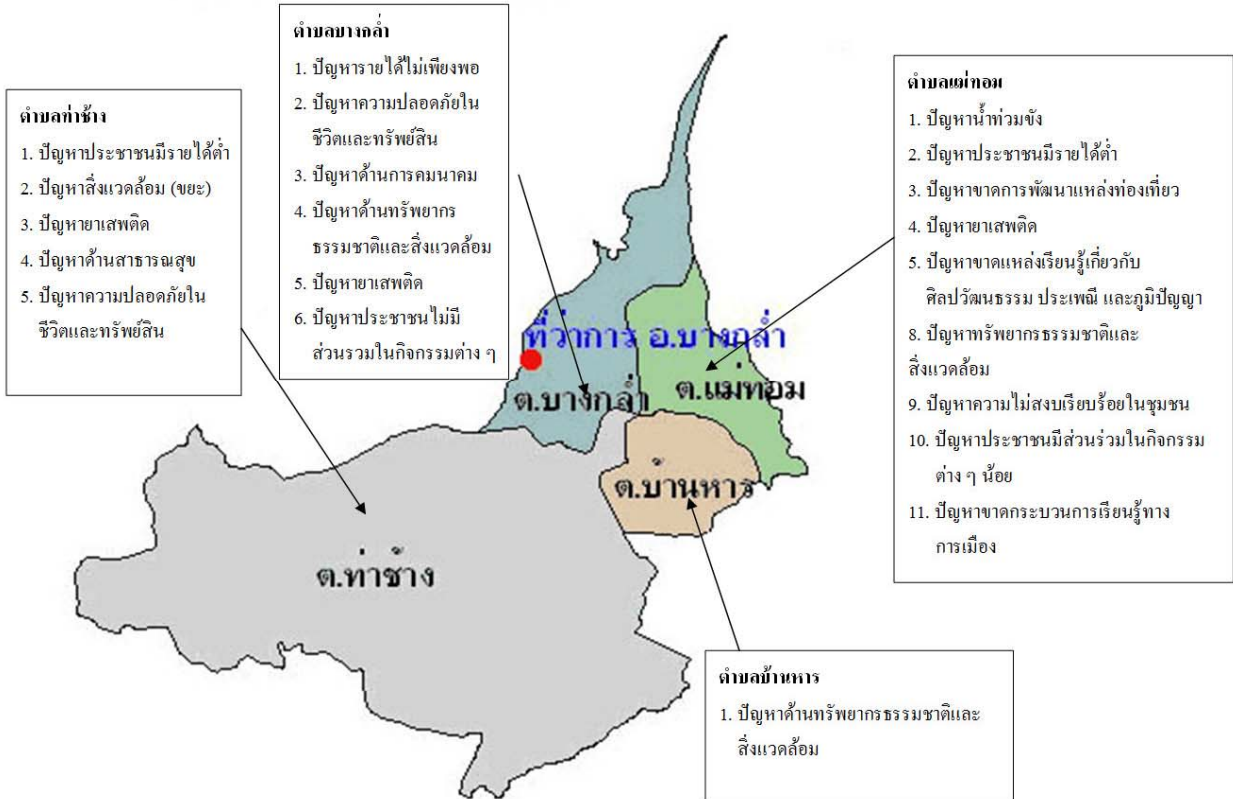 ตำบลบางกล่ำ
1. ปัญหารายได้ไม่เพียงพอ
2. ปัญหาความปลอดภัยใน
ชีวิตและทรัพย์สิน
3. ปัญหาด้านการคมนาคม
4. ปัญหาด้านทรัพยากร
ธรรมชาติและสิ่งแวดล้อม
5. ปัญหายาเสพติด
6. ปัญหาประชาชนไม่มี
ส่วนรวมในกิจกรรมต่าง ๆ
ตำบลท่าช้าง
1. ปัญหาประชาชนมีรายได้ต่ำ
2. ปัญหาสิ่งแวดล้อม (ขยะ)
3. ปัญหายาเสพติด
4. ปัญหาด้านสาธารณสุข
5. ปัญหาความปลอดภัยใน
ชีวิตและทรัพย์สิน
ตำบลแม่ทอม
1. ปัญหาน้ำท่วมขัง
2. ปัญหาประชาชนมีรายได้ต่ำ
3. ปัญหาขาดการพัฒนาแหล่งท่องเที่ยว
4. ปัญหายาเสพติด
5. ปัญหาขาดแหล่งเรียนรู้เกี่ยวกับ
ศิลปวัฒนธรรม ประเพณี และภูมิปัญญา
8. ปัญหาทรัพยากรธรรมชาติและ
สิ่งแวดล้อม
9. ปัญหาความไม่สงบเรียบร้อยในชุมชน
10. ปัญหาประชาชนมีส่วนร่วมในกิจกรรม
ต่าง ๆ น้อย
11. ปัญหาขาดกระบวนการเรียนรู้ทาง
การเมือง
ที่ว่าการ อ.บางกล่ำ
ต.บางกล่ำ
ต.แม่ทอม
ต.บ้านหาร
ต.ท่าช้าง
ตำบลบ้านหาร
1. ปัญหาด้านทรัพยากรธรรมชาติและ
สิ่งแวดล้อม